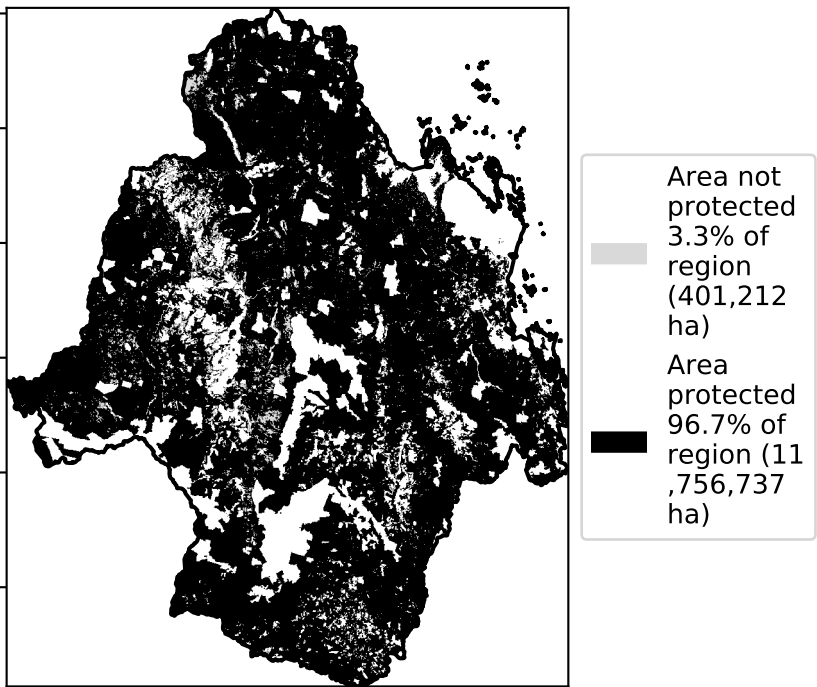 Area not
protected
3.3% of
region
(401,212
ha)
Area
protected
96.7% of
region (11
,756,737
ha)